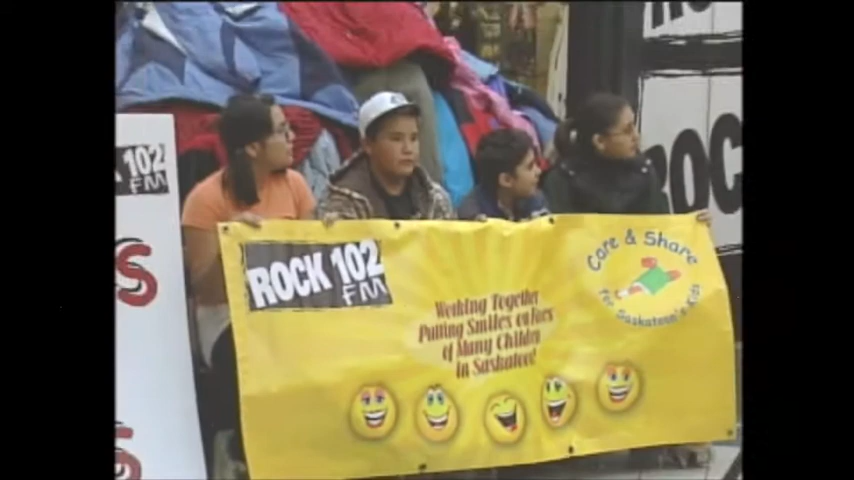 ROCK 102
FM
Working Together
Putting Smiles on Faces
of Many Children
in Saskatoon!
Care & Share
For Saskatoon's Kids
102
FM
ROC
S
S